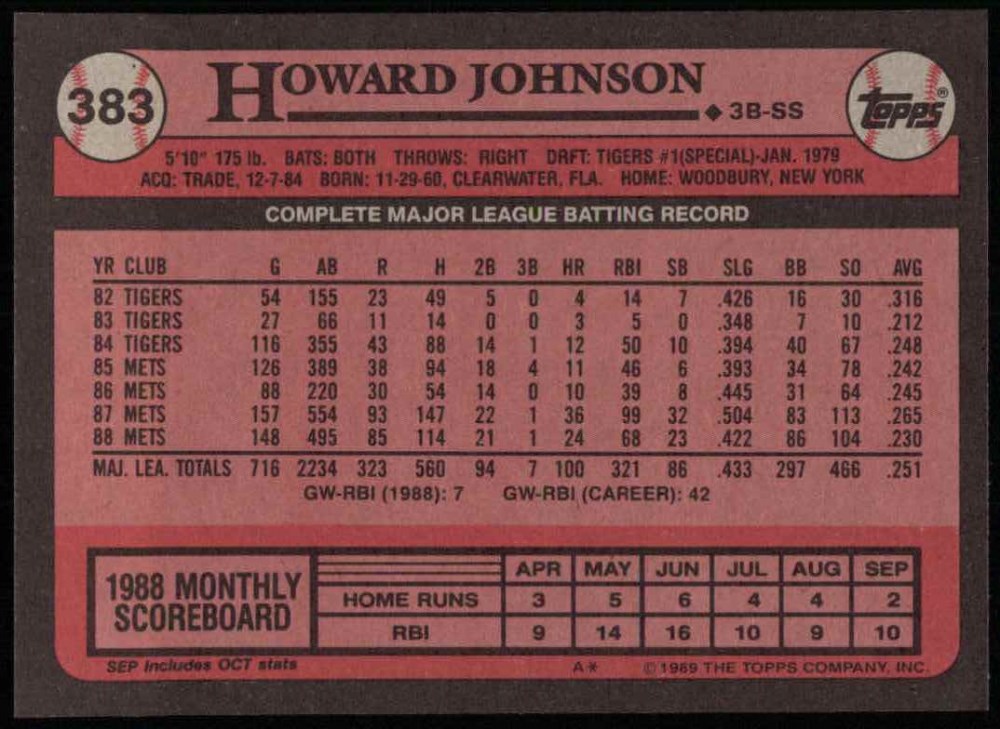 383
HOWARD JOHNSON
◆ 3B-SS
Topps®
5'10" 175 lb. BATS: BOTH THROWS: RIGHT DRFT: TIGERS #1(SPECIAL)-JAN. 1979
ACQ: TRADE, 12-7-84 BORN: 11-29-60, CLEARWATER, FLA. HOME: WOODBURY, NEW YORK
COMPLETE MAJOR LEAGUE BATTING RECORD
YR CLUB G AB R H 2B 3B HR RBI SB SLG BB SO AVG
82 TIGERS 54 155 23 49 5 0 4 14 7 .426 16 30 .316
83 TIGERS 27 66 11 14 0 0 3 5 0 .348 7 10 .212
84 TIGERS 116 355 43 88 14 1 12 50 10 .394 40 67 .248
85 METS 126 389 38 94 18 4 11 46 6 .393 34 78 .242
86 METS 88 220 30 54 14 0 10 39 8 .445 31 64 .245
87 METS 157 554 93 147 22 1 36 99 32 .504 83 113 .265
88 METS 148 495 85 114 21 1 24 68 23 .422 86 104 .230
MAJ. LEA. TOTALS 716 2234 323 560 94 7 100 321 86 .433 297 466 .251
GW-RBI (1988): 7 GW-RBI (CAREER): 42
1988 MONTHLY
SCOREBOARD
APR MAY JUN JUL AUG SEP
HOME RUNS 3 5 6 4 4 2
RBI 9 14 16 10 9 10
SEP Includes OCT stats
A* © 1989 THE TOPPS COMPANY, INC.